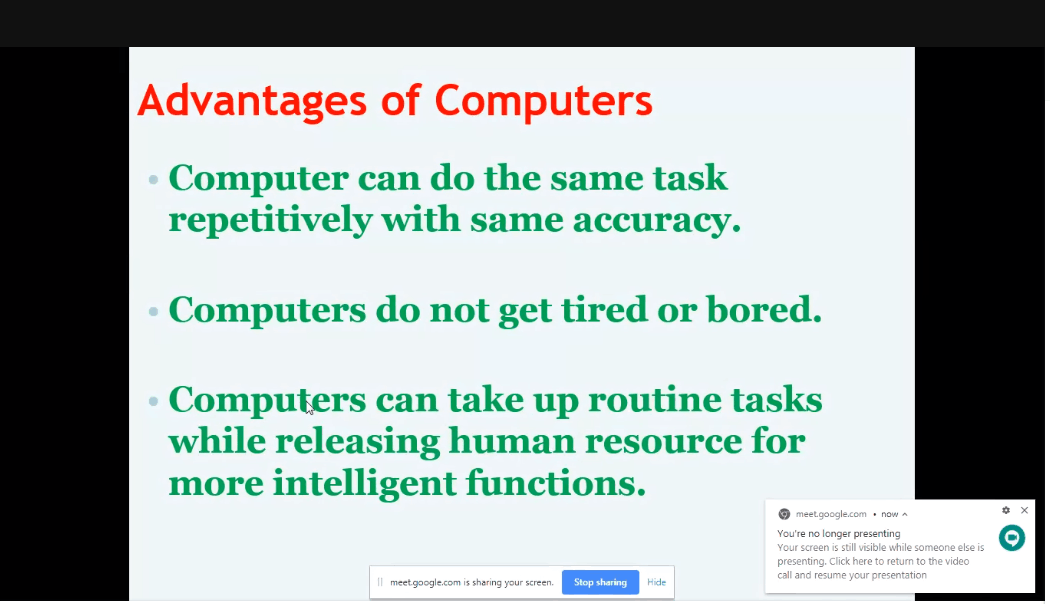 Advantages of Computers
Computer can do the same task
repetitively with same accuracy.
Computers do not get tired or bored.
Computers can take up routine tasks
while releasing human resource for
more intelligent functions.
meet.google.com • now
You're no longer presenting
Your screen is still visible while someone else is
presenting. Click here to return to the video
call and resume your presentation
meet.google.com is sharing your screen. Stop sharing Hide